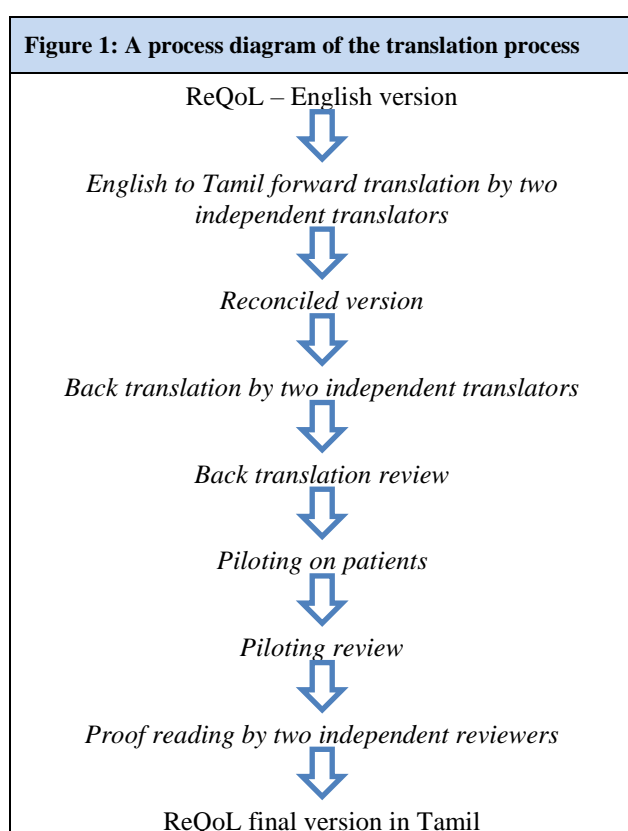 Figure 1: A process diagram of the translation process
ReQoL – English version
English to Tamil forward translation by two
independent translators
Reconciled version
Back translation by two independent translators
Back translation review
Piloting on patients
Piloting review
Proof reading by two independent reviewers
ReQoL final version in Tamil